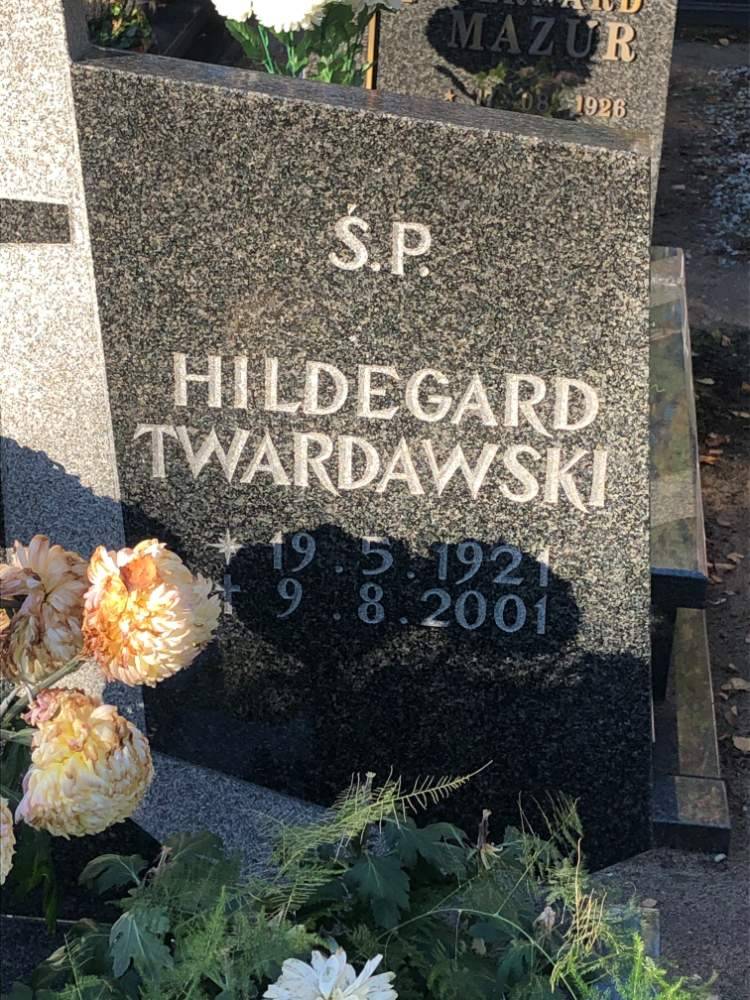 MAZUR
1926
Ś.P.
HILDEGARD
TWARDAWSKI
* 19.5.1921
+ 9.8.2001